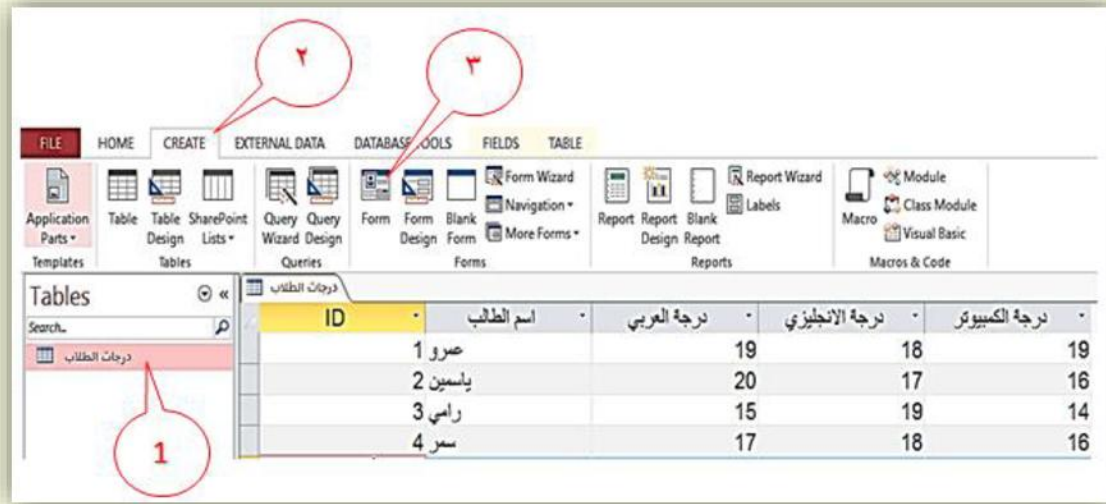 ٢
٣
FILE HOME CREATE EXTERNAL DATA DATABASE TOOLS FIELDS TABLE
Application Parts
Table
Table Design
SharePoint Lists
Query Wizard
Query Design
Form
Form Design
Blank Form
Form Wizard
Navigation
More Forms
Report
Report Design
Blank Report
Report Wizard
Labels
Macro
Module
Class Module
Visual Basic
Templates Tables Queries Forms Reports Macros & Code
Tables
Search..
درجات الطلاب
1
درجات الطلاب
ID اسم الطالب درجة العربي درجة الانجليزي درجة الكمبيوتر
1 عمرو 19 18 19
2 ياسمين 20 17 16
3 رامي 15 19 14
4 سمر 17 18 16